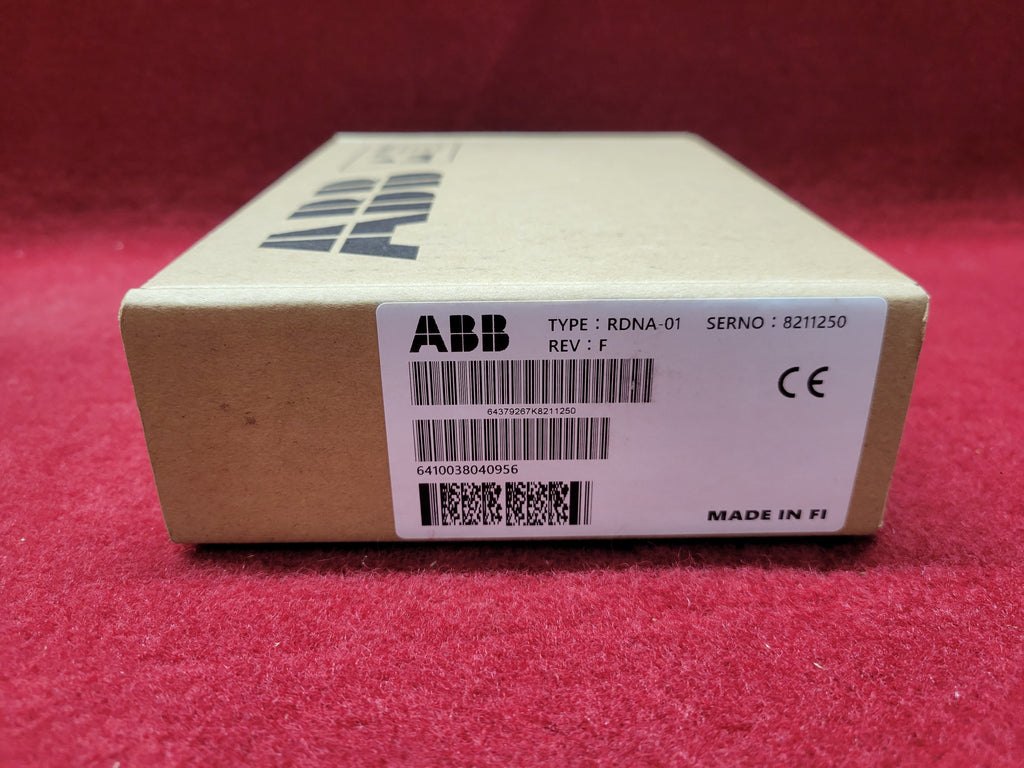 ABB
ABB
ABB
TYPE : RDNA-01 SERNO : 8211250
REV : F
64379267K8211250
6410038040956
CE
MADE IN FI